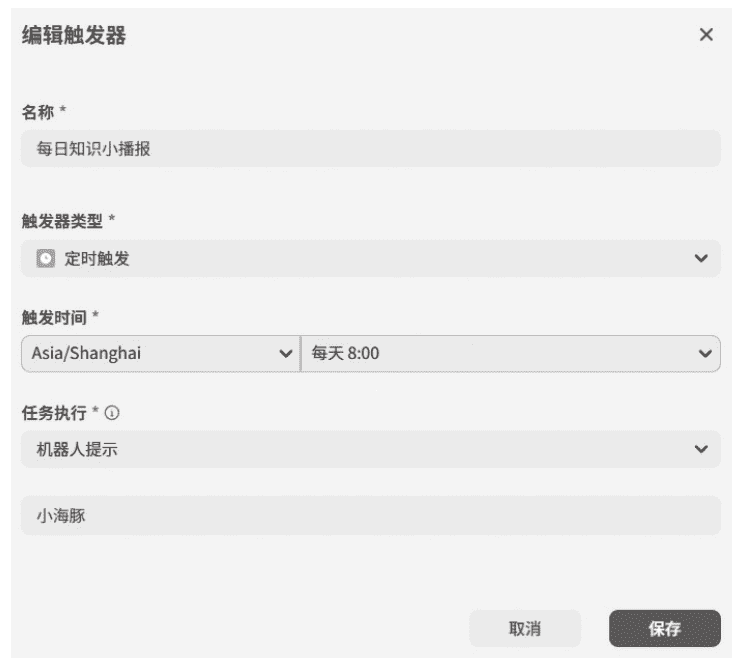 编辑触发器
名称 *
每日知识小播报
触发器类型 *
定时触发
触发时间 *
Asia/Shanghai 每天 8:00
任务执行 *
机器人提示
小海豚
取消 保存